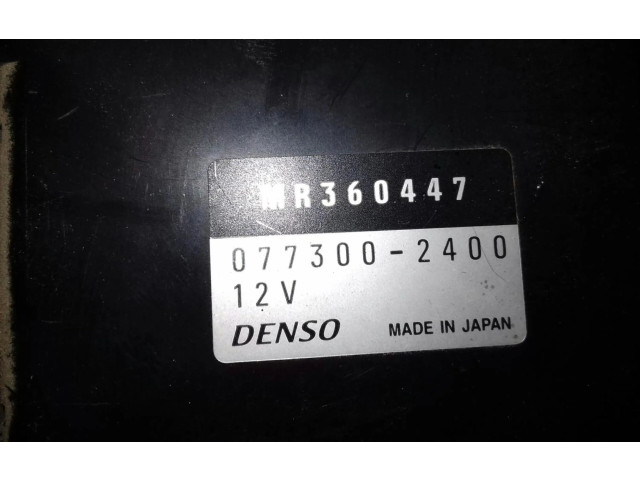 MR360447
077300-2400
12V
DENSO MADE IN JAPAN